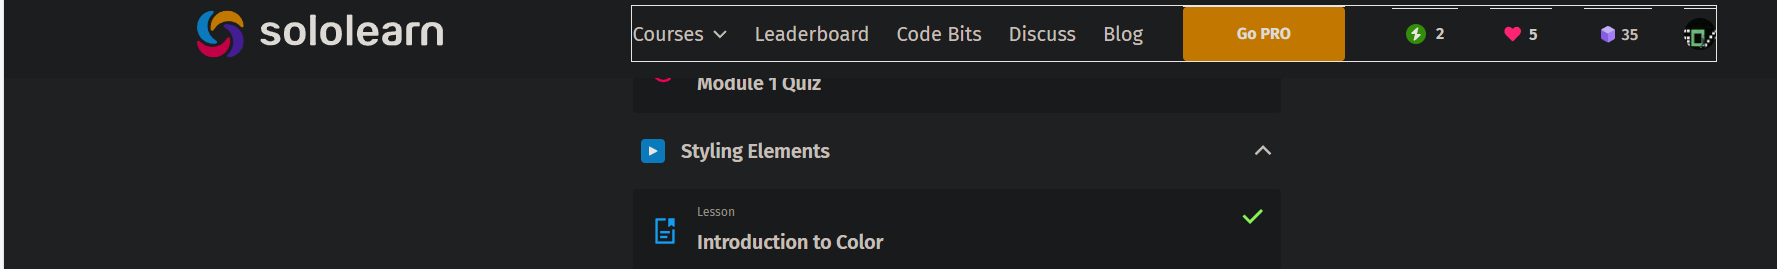 sololearn
Courses Leaderboard Code Bits Discuss Blog Go PRO 2 5 35
Module 1 Quiz
Styling Elements
Lesson
Introduction to Color